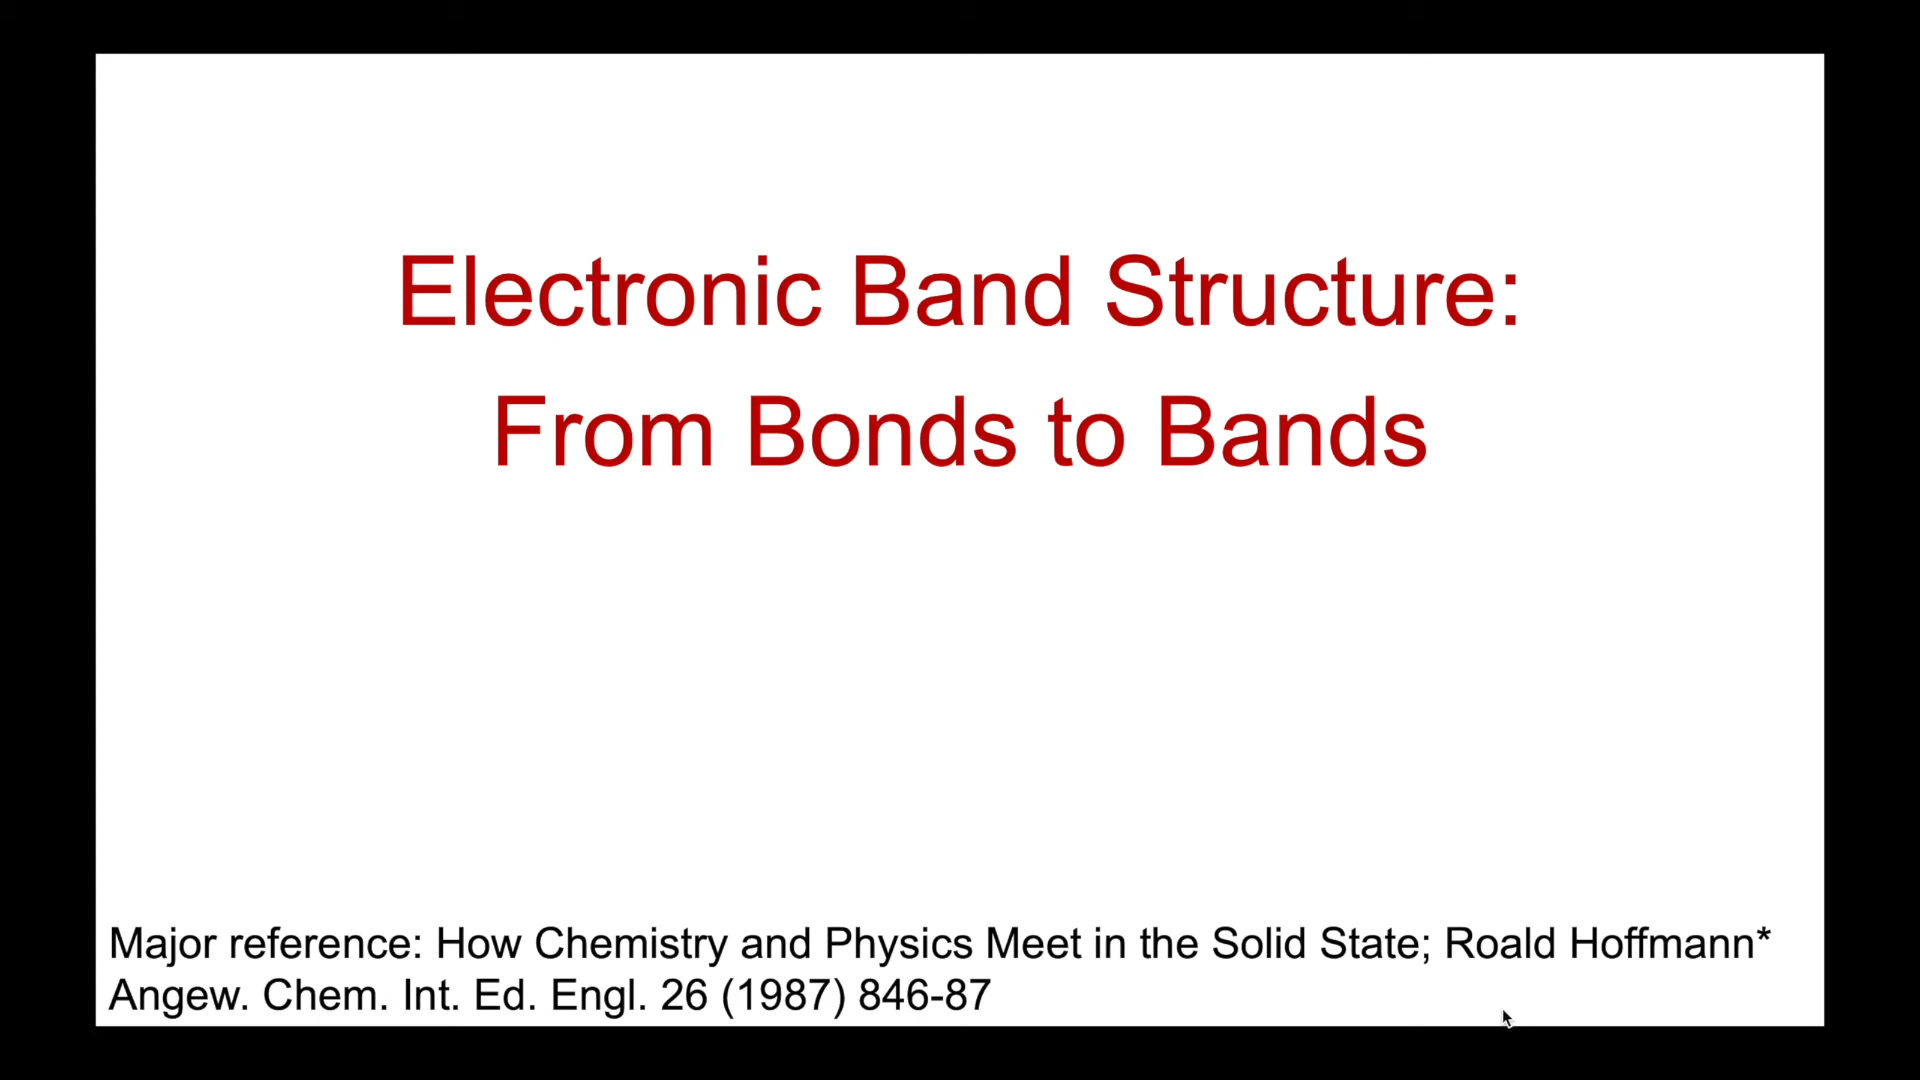 Electronic Band Structure:
From Bonds to Bands
Major reference: How Chemistry and Physics Meet in the Solid State; Roald Hoffmann*
Angew. Chem. Int. Ed. Engl. 26 (1987) 846-87